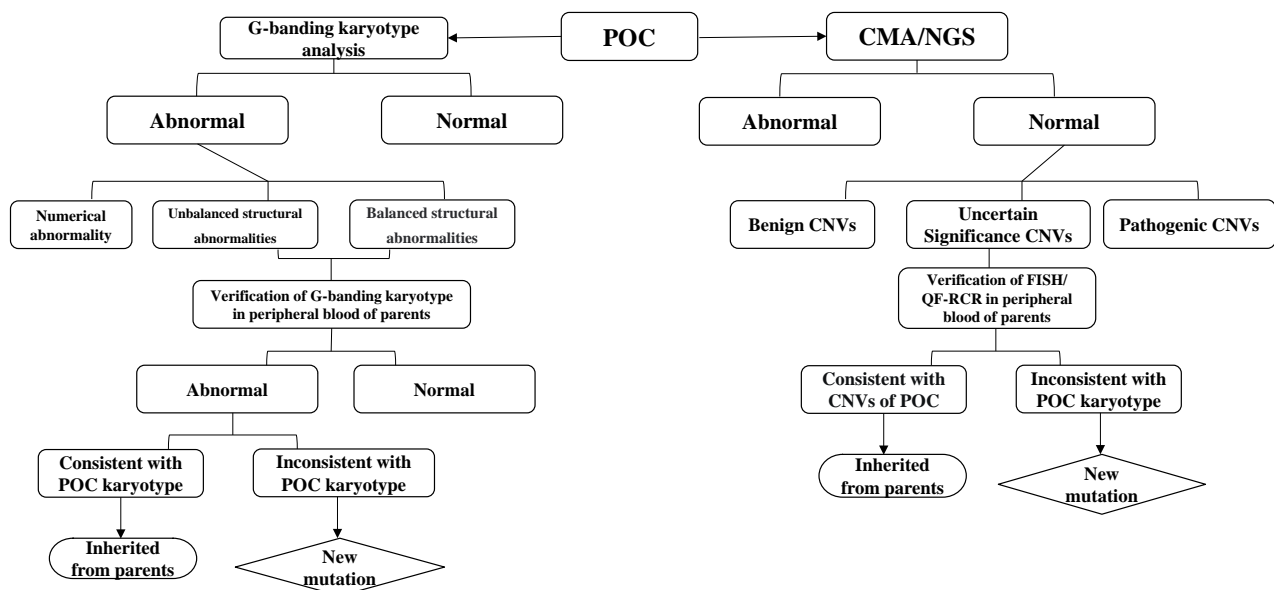 G-banding karyotype
analysis
POC
CMA/NGS
Abnormal
Normal
Abnormal
Normal
Numerical
abnormality
Unbalanced structural
abnormalities
Balanced structural
abnormalities
Benign CNVs
Uncertain
Significance CNVs
Pathogenic CNVs
Verification of G-banding karyotype
in peripheral blood of parents
Verification of FISH/
QF-RCR in peripheral
blood of parents
Abnormal
Normal
Consistent with
CNVs of POC
Inconsistent with
POC karyotype
Consistent with
POC karyotype
Inconsistent with
POC karyotype
Inherited
from parents
New
mutation
Inherited
from parents
New
mutation